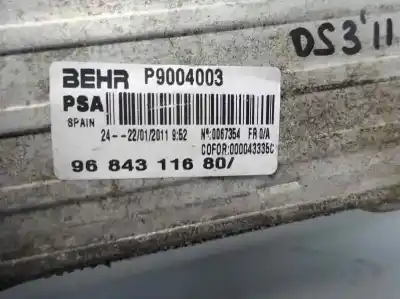 DS3'11
BEHR P9004003
PSA
SPAIN
24---22/01/2011 9:52 Nº:0067354 FR 0/A
COFOR:000043335C
96 843 116 80/